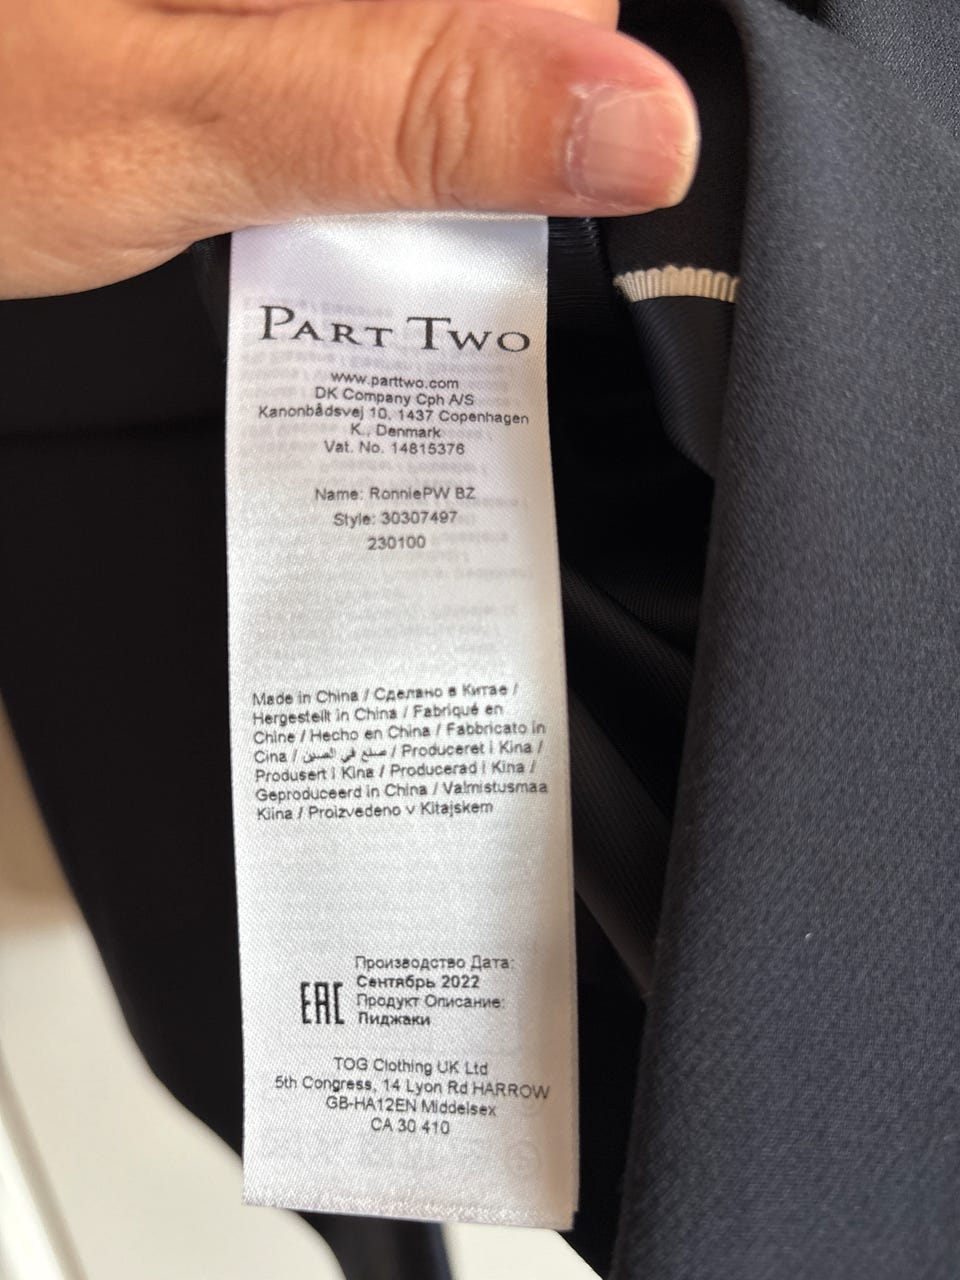 PART TWO
www.parttwo.com
DK Company Cph A/S
Kanonbådsvej 10, 1437 Copenhagen
K., Denmark
Vat. No. 14815376
Name: RonniePW BZ
Style: 30307497
230100
Made in China / Сделано в Китае /
Hergestellt in China / Fabriqué en
Chine / Hecho en China / Fabbricato in
Cina / صنع في الصين / Produceret i Kina /
Produsert i Kina / Producerad i Kina /
Geproduceerd in China / Valmistusmaa
Kiina / Proizvedeno v Kitajskem
Производство Дата:
Сентябрь 2022
EAC Продукт Описание:
Пиджаки
TOG Clothing UK Ltd
5th Congress, 14 Lyon Rd HARROW
GB-HA12EN Middelsex
CA 30 410